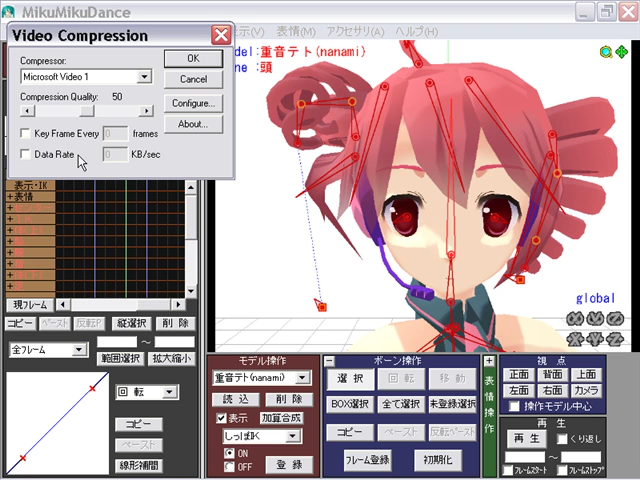 MikuMikuDance
示(V) 表情(M) アクセサリ(A) ヘルプ(H)
Video Compression
Compressor:
Microsoft Video 1
OK
Cancel
Compression Quality: 50
Configure...
About...
Key Frame Every 0 frames
Data Rate 0 KB/sec
del:重音テト(nanami)
ne :頭
表示・IK
+表情
現フレーム
コピー ペースト 反転P 縦選択 削 除
全フレーム ~
範囲選択 拡大縮小
回 転
コピー
ペースト
線形補間
global
X Y Z
X Y Z
モデル操作
重音テト(nanami)
読 込 削 除
表示 加算合成
しっぽIK
ON
OFF
登 録
ボーン操作
選 択 回 転 移 動
BOX選択 全て選択 未登録選択
コピー ペースト 反転ペースト
フレーム登録 初期化
表情操作
視 点
正面 背面 上面
左面 右面 カメラ
操作モデル中心
再 生
再 生 くり返し
~
フレームスタート フレームストップ